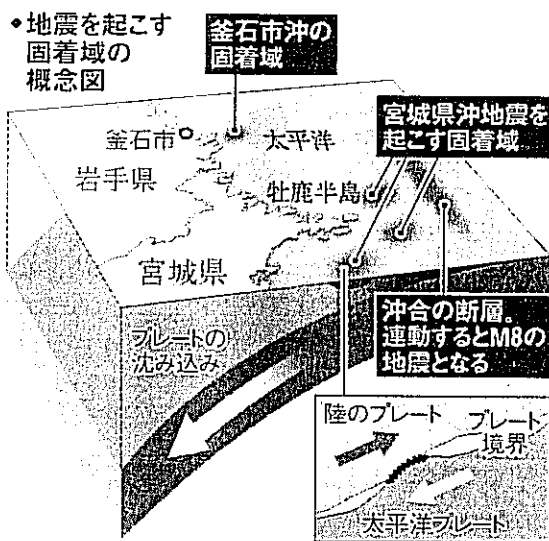 地震を起こす
固着域の
概念図
釜石市沖の
固着域
宮城県沖地震を
起こす固着域
釜石市
太平洋
岩手県
牡鹿半島
宮城県
沖合の断層。
連動するとM8の
地震となる
プレートの
沈み込み
陸のプレート
プレート
境界
太平洋プレート